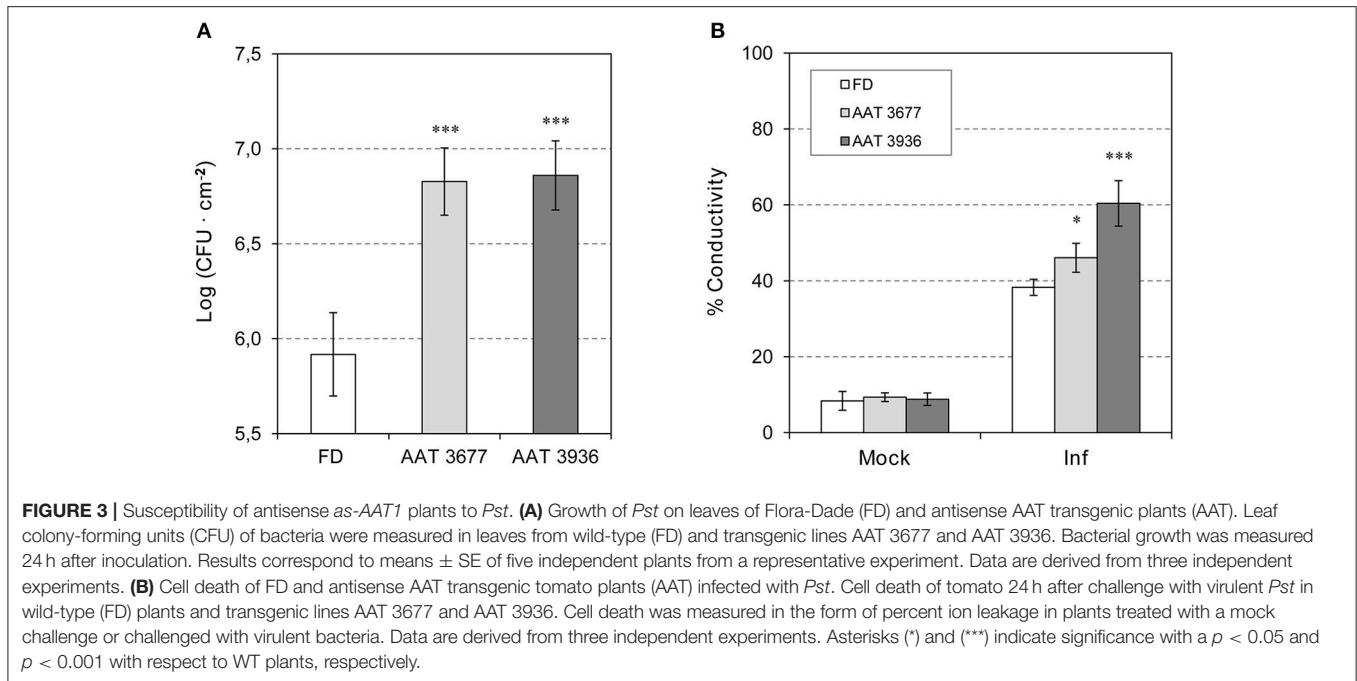 A
7,5
7,0
6,5
6,0
5,5
Log (CFU · cm⁻²)
***
***
FD
AAT 3677
AAT 3936
B
100
80
60
40
20
0
% Conductivity
FD
AAT 3677
AAT 3936
*
***
Mock
Inf
FIGURE 3 | Susceptibility of antisense as-AAT1 plants to Pst. (A) Growth of Pst on leaves of Flora-Dade (FD) and antisense AAT transgenic plants (AAT). Leaf
colony-forming units (CFU) of bacteria were measured in leaves from wild-type (FD) and transgenic lines AAT 3677 and AAT 3936. Bacterial growth was measured
24 h after inoculation. Results correspond to means ± SE of five independent plants from a representative experiment. Data are derived from three independent
experiments. (B) Cell death of FD and antisense AAT transgenic tomato plants (AAT) infected with Pst. Cell death of tomato 24 h after challenge with virulent Pst in
wild-type (FD) plants and transgenic lines AAT 3677 and AAT 3936. Cell death was measured in the form of percent ion leakage in plants treated with a mock
challenge or challenged with virulent bacteria. Data are derived from three independent experiments. Asterisks (*) and (***) indicate significance with a p < 0.05 and
p < 0.001 with respect to WT plants, respectively.